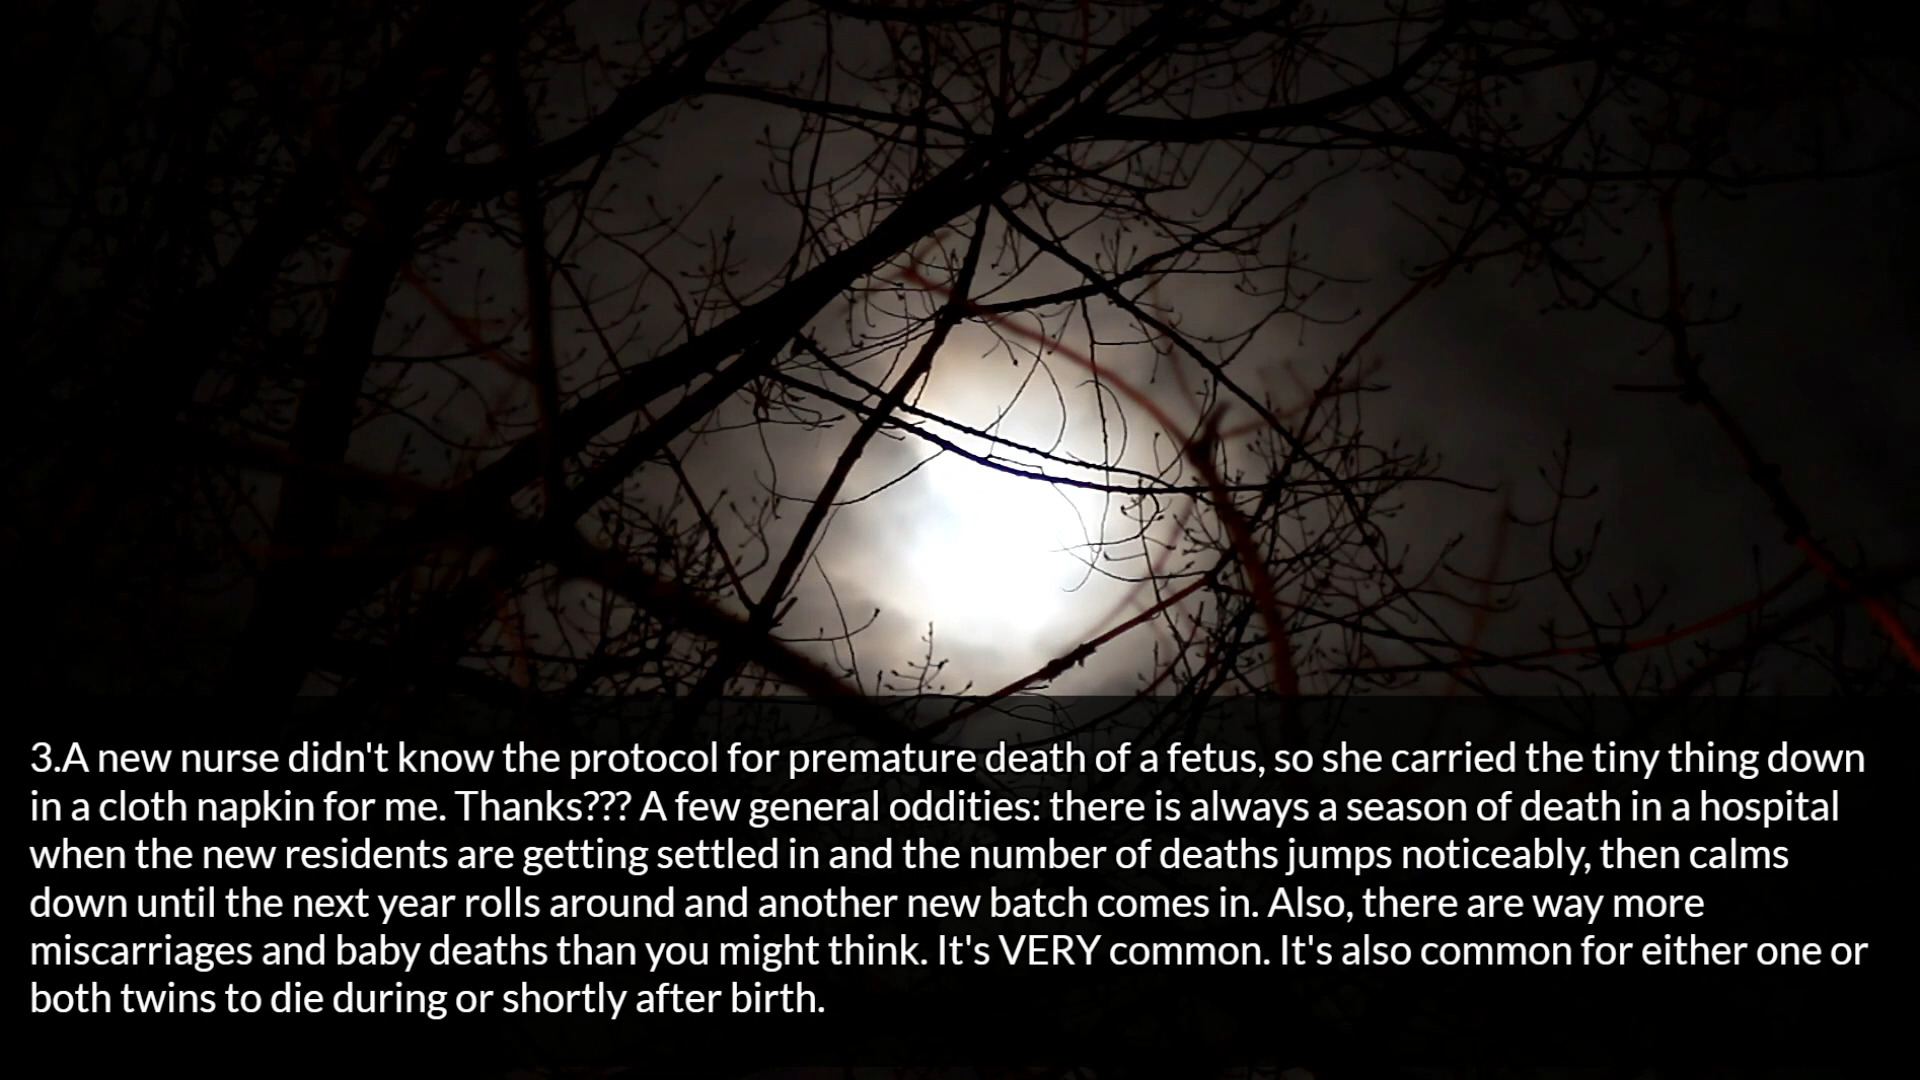 3.A new nurse didn't know the protocol for premature death of a fetus, so she carried the tiny thing down
in a cloth napkin for me. Thanks??? A few general oddities: there is always a season of death in a hospital
when the new residents are getting settled in and the number of deaths jumps noticeably, then calms
down until the next year rolls around and another new batch comes in. Also, there are way more
miscarriages and baby deaths than you might think. It's VERY common. It's also common for either one or
both twins to die during or shortly after birth.